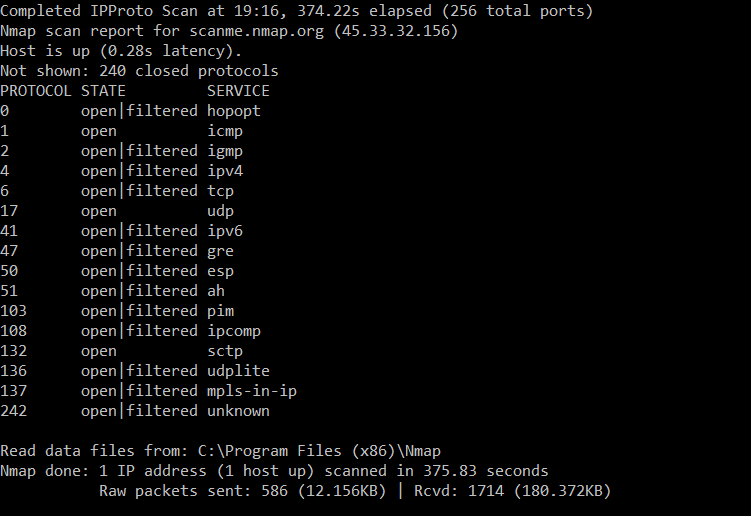 Completed IPProto Scan at 19:16, 374.22s elapsed (256 total ports)
Nmap scan report for scanme.nmap.org (45.33.32.156)
Host is up (0.28s latency).
Not shown: 240 closed protocols
PROTOCOL STATE         SERVICE
0        open|filtered hopopt
1        open          icmp
2        open|filtered igmp
4        open|filtered ipv4
6        open|filtered tcp
17       open          udp
41       open|filtered ipv6
47       open|filtered gre
50       open|filtered esp
51       open|filtered ah
103      open|filtered pim
108      open|filtered ipcomp
132      open          sctp
136      open|filtered udplite
137      open|filtered mpls-in-ip
242      open|filtered unknown
Read data files from: C:\Program Files (x86)\Nmap
Nmap done: 1 IP address (1 host up) scanned in 375.83 seconds
           Raw packets sent: 586 (12.156KB) | Rcvd: 1714 (180.372KB)